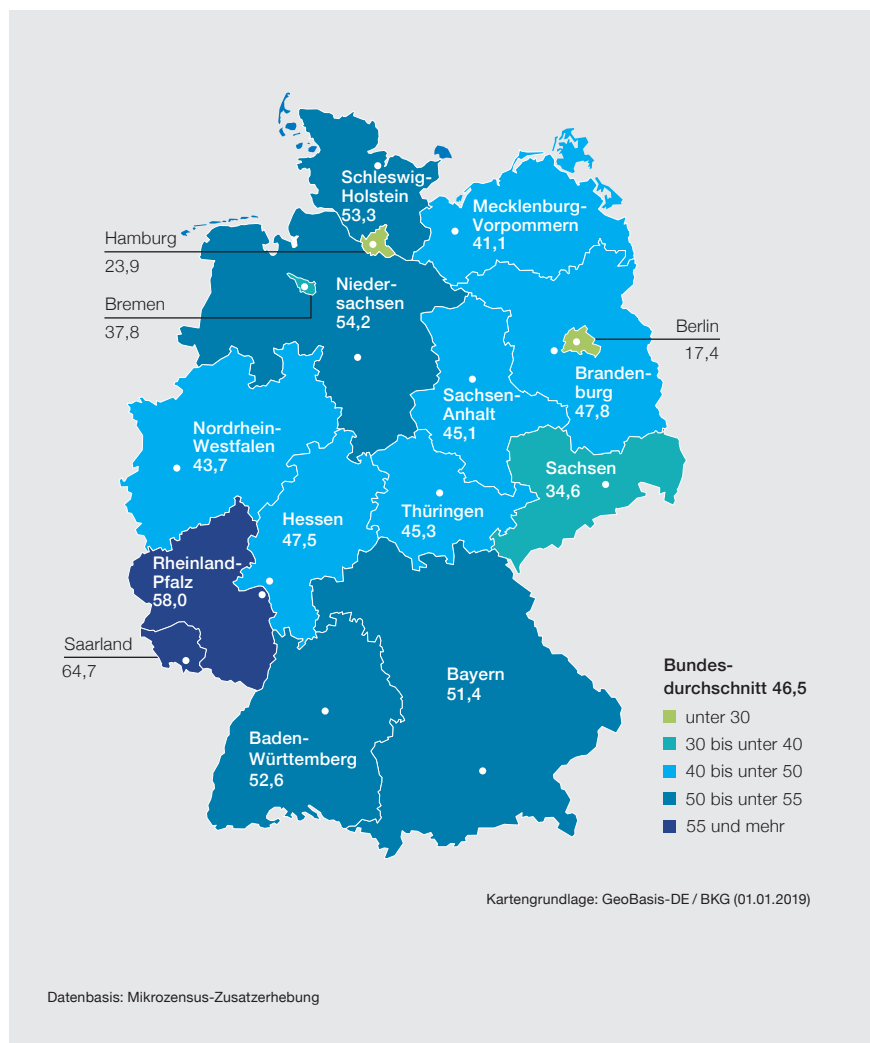 Schleswig-
Holstein
53,3
Mecklenburg-
Vorpommern
41,1
Hamburg
23,9
Bremen
37,8
Nieder-
sachsen
54,2
Berlin
17,4
Branden-
burg
47,8
Sachsen-
Anhalt
45,1
Nordrhein-
Westfalen
43,7
Sachsen
34,6
Hessen
47,5
Thüringen
45,3
Rheinland-
Pfalz
58,0
Saarland
64,7
Bayern
51,4
Baden-
Württemberg
52,6
Bundes-
durchschnitt 46,5
unter 30
30 bis unter 40
40 bis unter 50
50 bis unter 55
55 und mehr
Kartengrundlage: GeoBasis-DE / BKG (01.01.2019)
Datenbasis: Mikrozensus-Zusatzerhebung